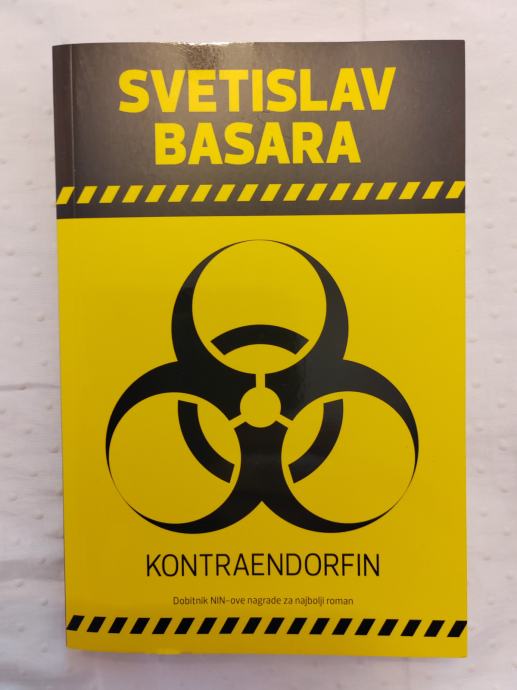 SVETISLAV
BASARA
KONTRAENDORFIN
Dobitnik NIN-ove nagrade za najbolji roman